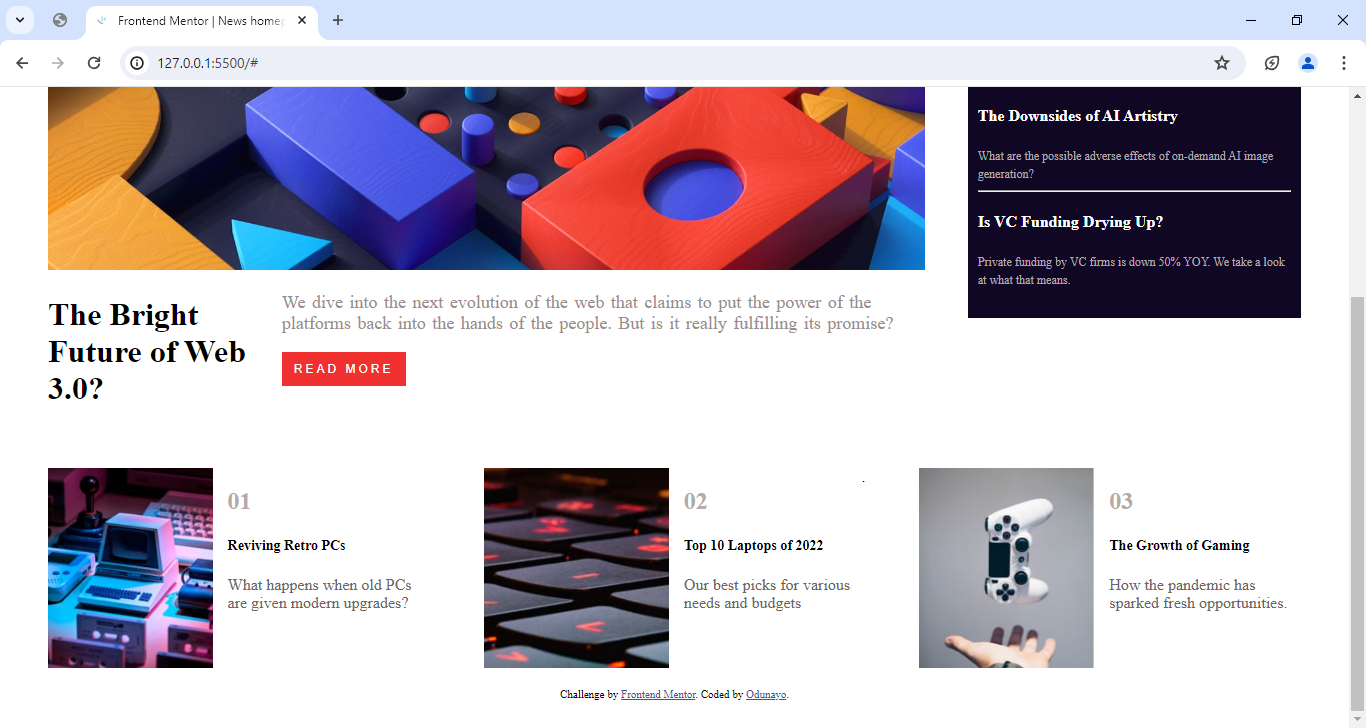 Frontend Mentor | News home
127.0.0.1:5500/#
The Downsides of AI Artistry
What are the possible adverse effects of on-demand AI image
generation?
Is VC Funding Drying Up?
Private funding by VC firms is down 50% YOY. We take a look
at what that means.
The Bright
Future of Web
3.0?
We dive into the next evolution of the web that claims to put the power of the
platforms back into the hands of the people. But is it really fulfilling its promise?
READ MORE
01
Reviving Retro PCs
What happens when old PCs
are given modern upgrades?
02
Top 10 Laptops of 2022
Our best picks for various
needs and budgets
03
The Growth of Gaming
How the pandemic has
sparked fresh opportunities.
Challenge by Frontend Mentor. Coded by Odunayo.